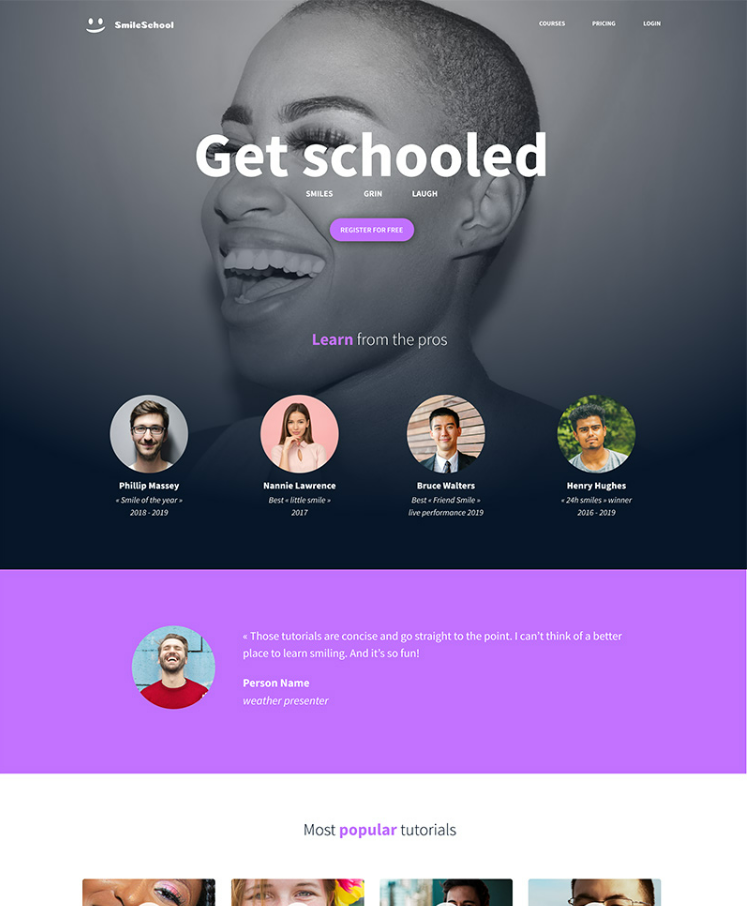 SmileSchool
COURSES PRICING LOGIN
Get schooled
SMILES GRIN LAUGH
REGISTER FOR FREE
Learn from the pros
Phillip Massey Nannie Lawrence Bruce Walters Henry Hughes
« Smile of the year » Best « little smile » Best « Friend Smile » « 24h smiles » winner
2018 - 2019 2017 live performance 2019 2016 - 2019
« Those tutorials are concise and go straight to the point. I can't think of a better
place to learn smiling. And it's so fun!
Person Name
weather presenter
Most popular tutorials